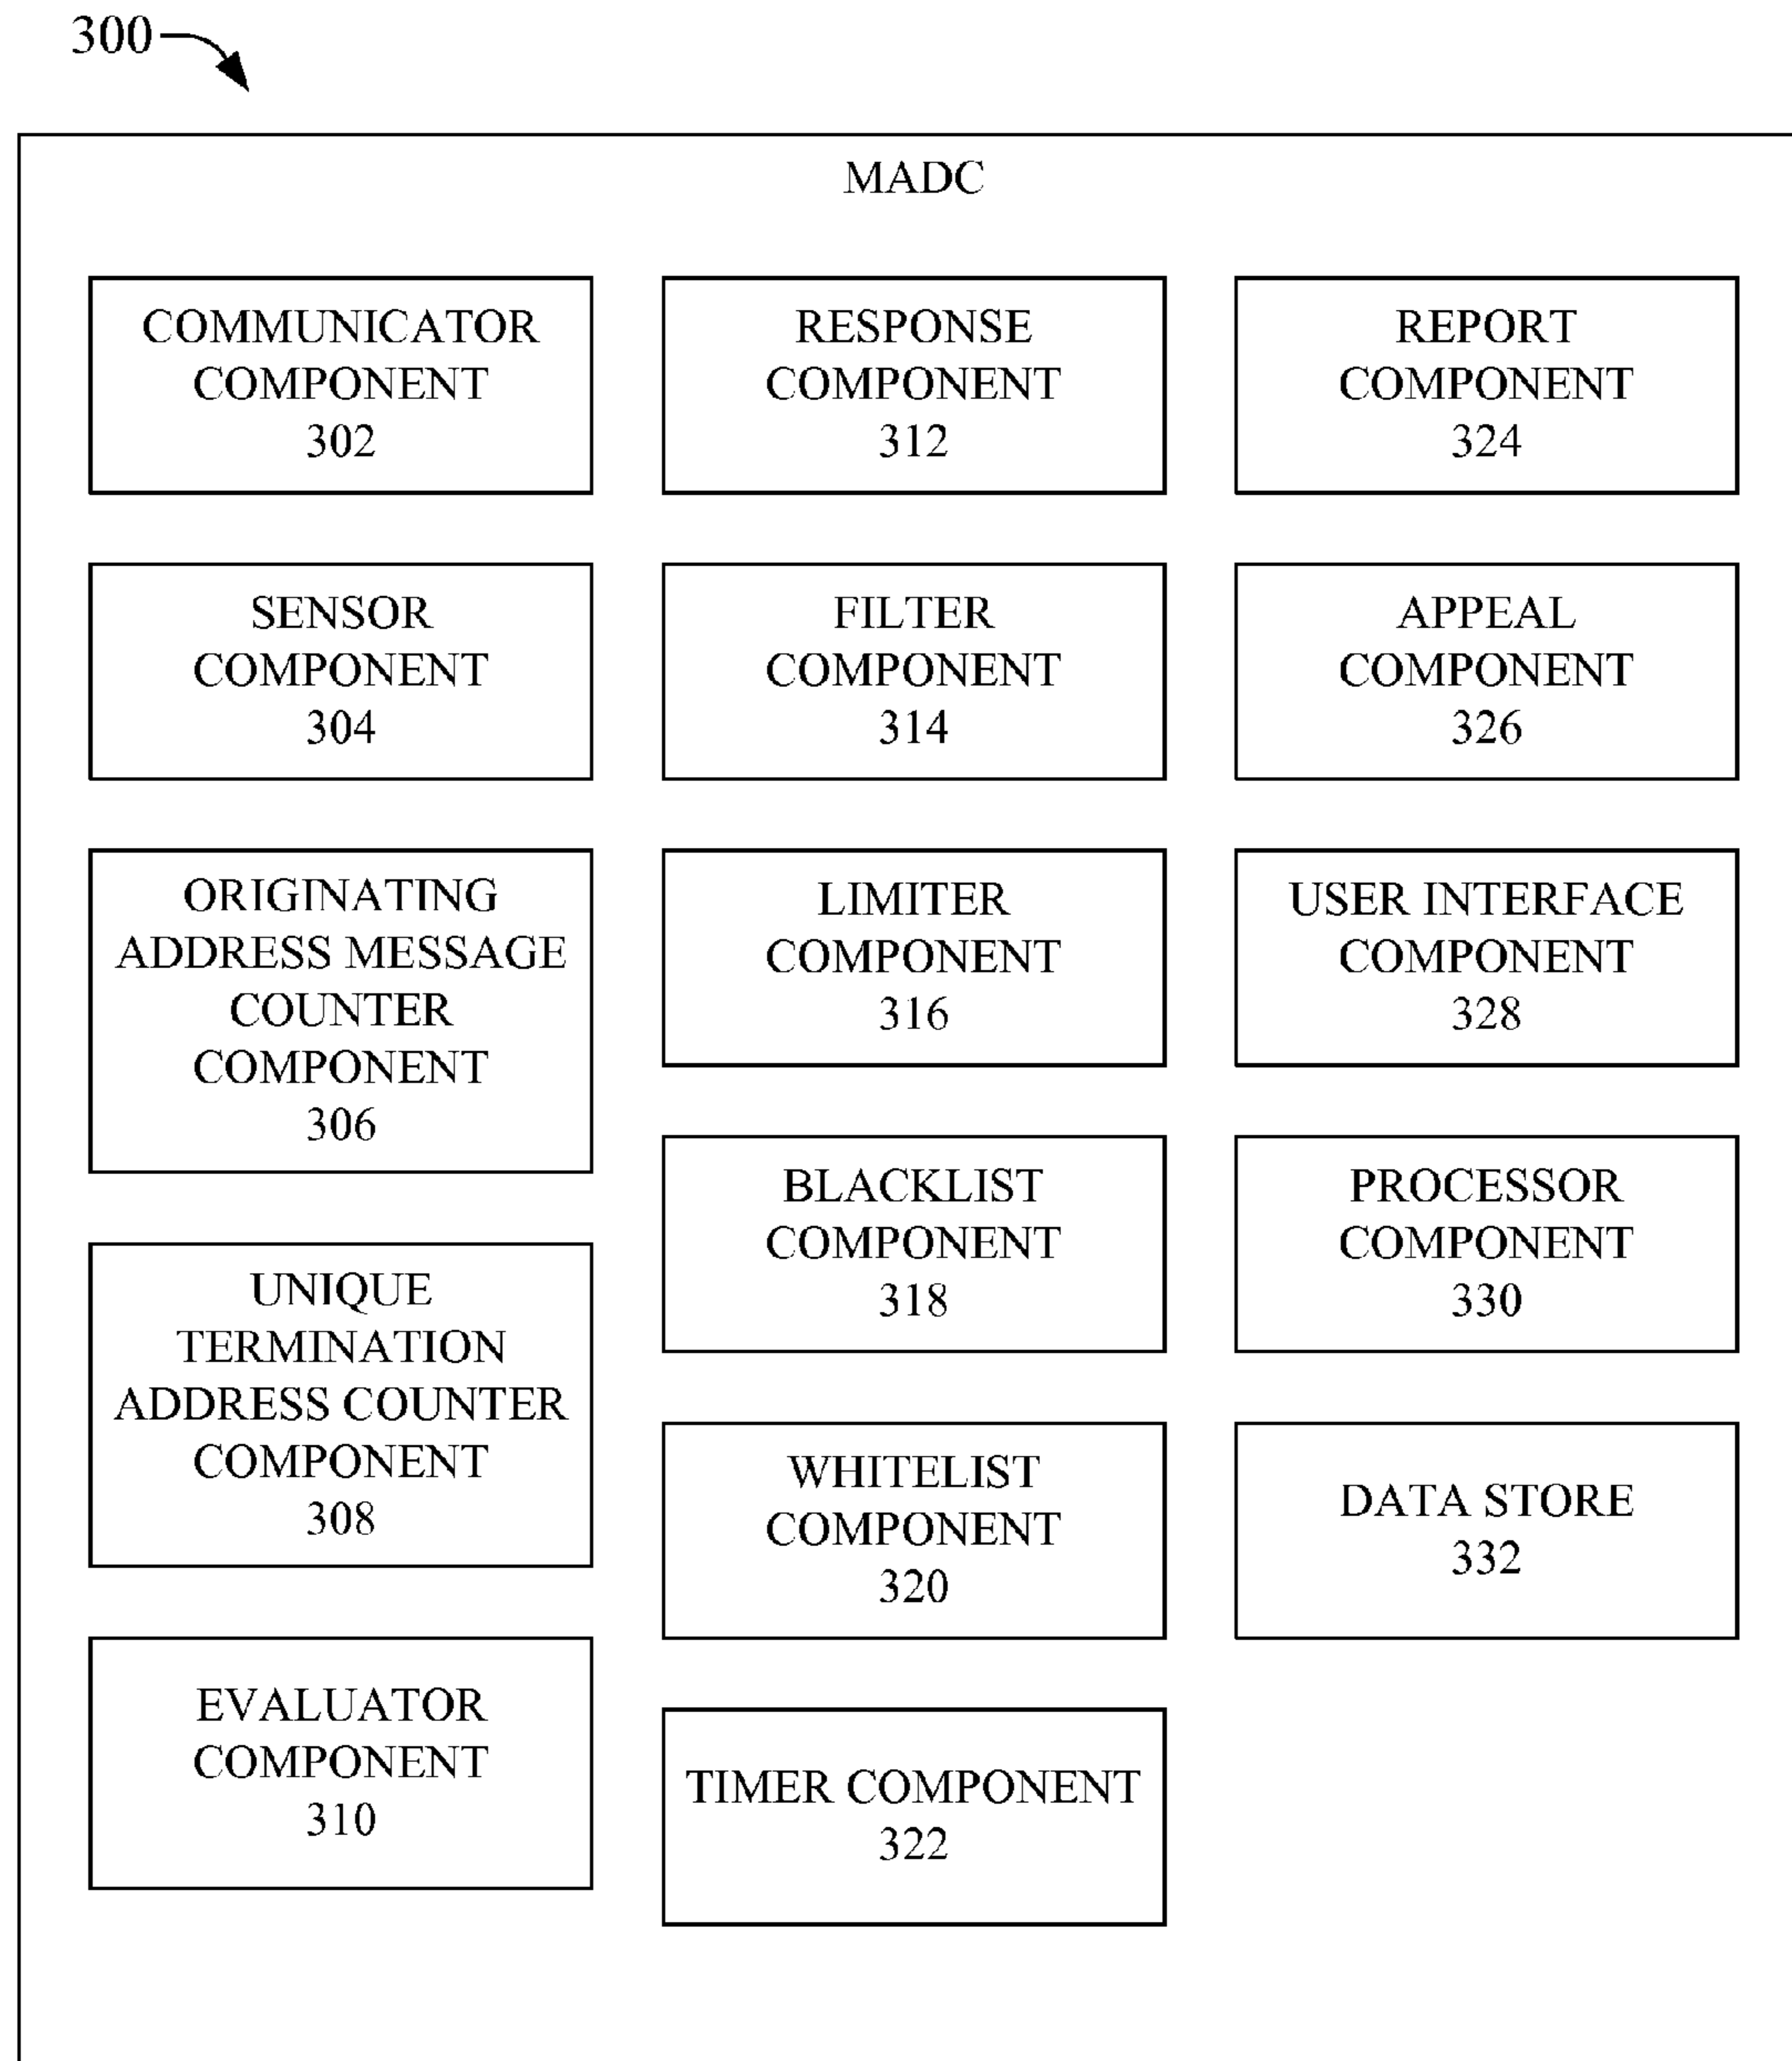 300
MADC
COMMUNICATOR
COMPONENT
302
SENSOR
COMPONENT
304
ORIGINATING
ADDRESS MESSAGE
COUNTER
COMPONENT
306
UNIQUE
TERMINATION
ADDRESS COUNTER
COMPONENT
308
EVALUATOR
COMPONENT
310
RESPONSE
COMPONENT
312
FILTER
COMPONENT
314
LIMITER
COMPONENT
316
BLACKLIST
COMPONENT
318
WHITELIST
COMPONENT
320
TIMER COMPONENT
322
REPORT
COMPONENT
324
APPEAL
COMPONENT
326
USER INTERFACE
COMPONENT
328
PROCESSOR
COMPONENT
330
DATA STORE
332